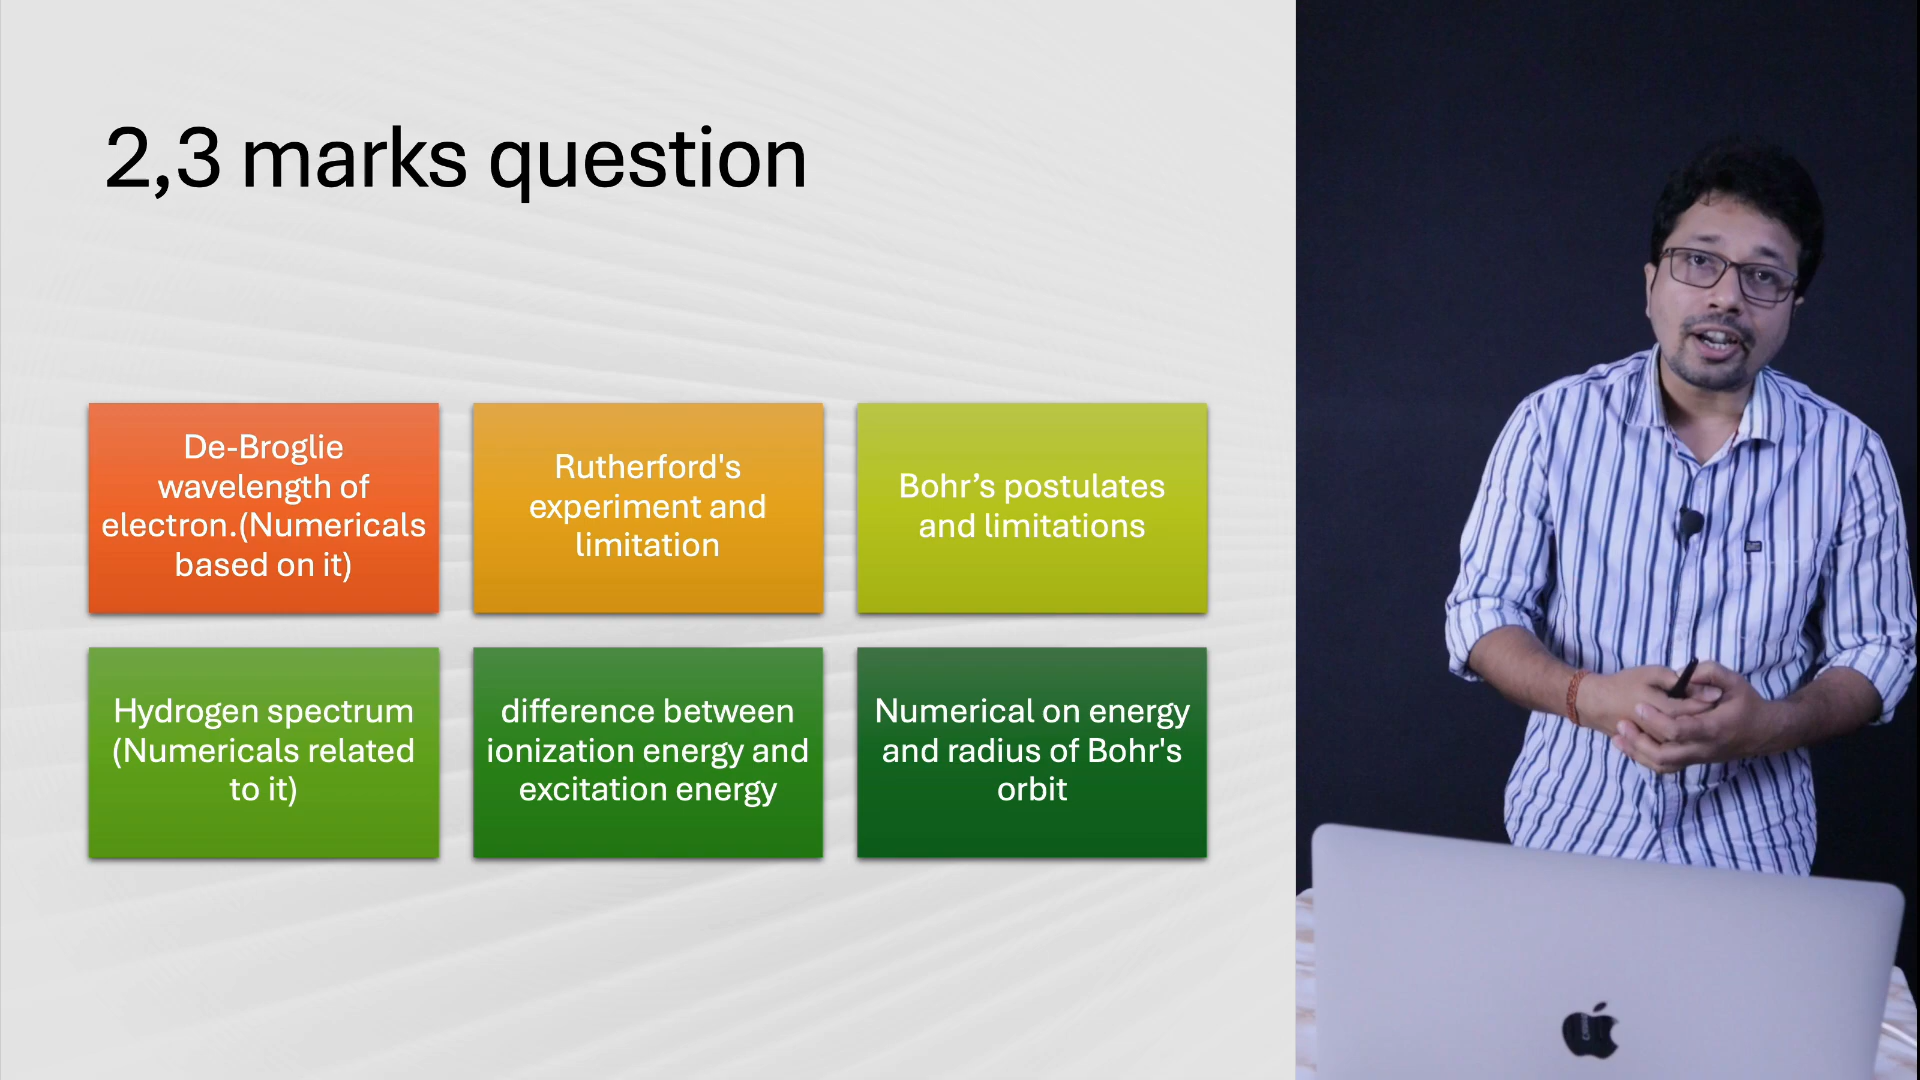 2,3 marks question
De-Broglie
wavelength of
electron.(Numericals
based on it)
Rutherford's
experiment and
limitation
Bohr’s postulates
and limitations
Hydrogen spectrum
(Numericals related
to it)
difference between
ionization energy and
excitation energy
Numerical on energy
and radius of Bohr's
orbit